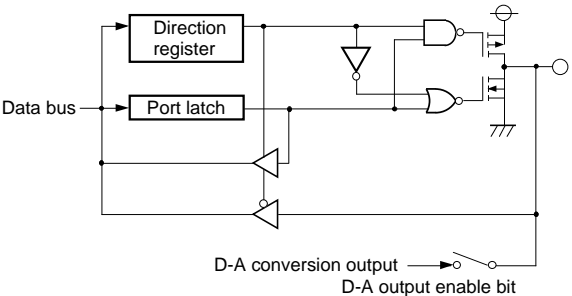 Direction
register
Data bus
Port latch
D-A conversion output
D-A output enable bit